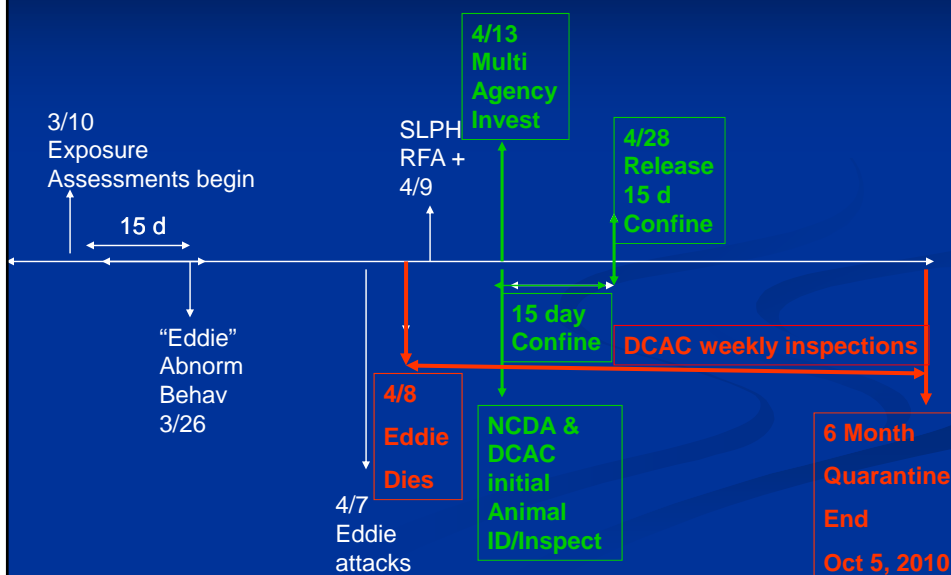 4/13
Multi
Agency
Invest
3/10
Exposure
Assessments begin
SLPH
RFA +
4/9
4/28
Release
15 d
Confine
15 d
"Eddie"
Abnorm
Behav
3/26
15 day
Confine
DCAC weekly inspections
4/8
Eddie
Dies
4/7
Eddie
attacks
NCDA &
DCAC
initial
Animal
ID/Inspect
6 Month
Quarantine
End
Oct 5, 2010